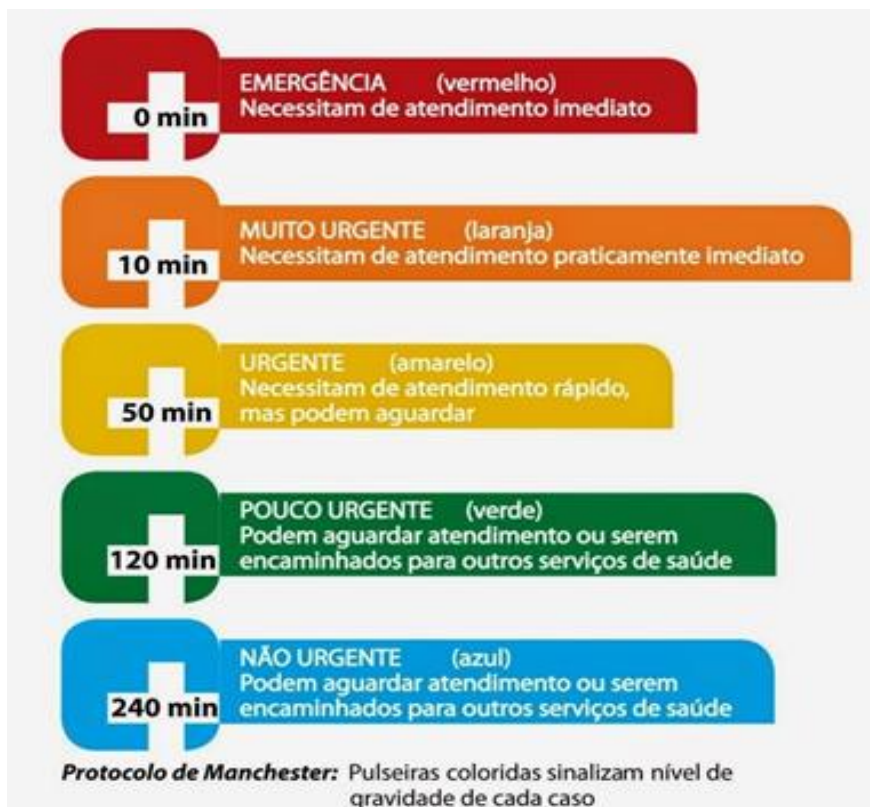 EMERGÊNCIA (vermelho)
0 min
Necessitam de atendimento imediato
MUITO URGENTE (laranja)
10 min
Necessitam de atendimento praticamente imediato
URGENTE (amarelo)
Necessitam de atendimento rápido,
50 min
mas podem aguardar
POUCO URGENTE (verde)
Podem aguardar atendimento ou serem
120 min
encaminhados para outros serviços de saúde
NÃO URGENTE (azul)
Podem aguardar atendimento ou serem
240 min
encaminhados para outros serviços de saúde
Protocolo de Manchester: Pulseiras coloridas sinalizam nível de
gravidade de cada caso